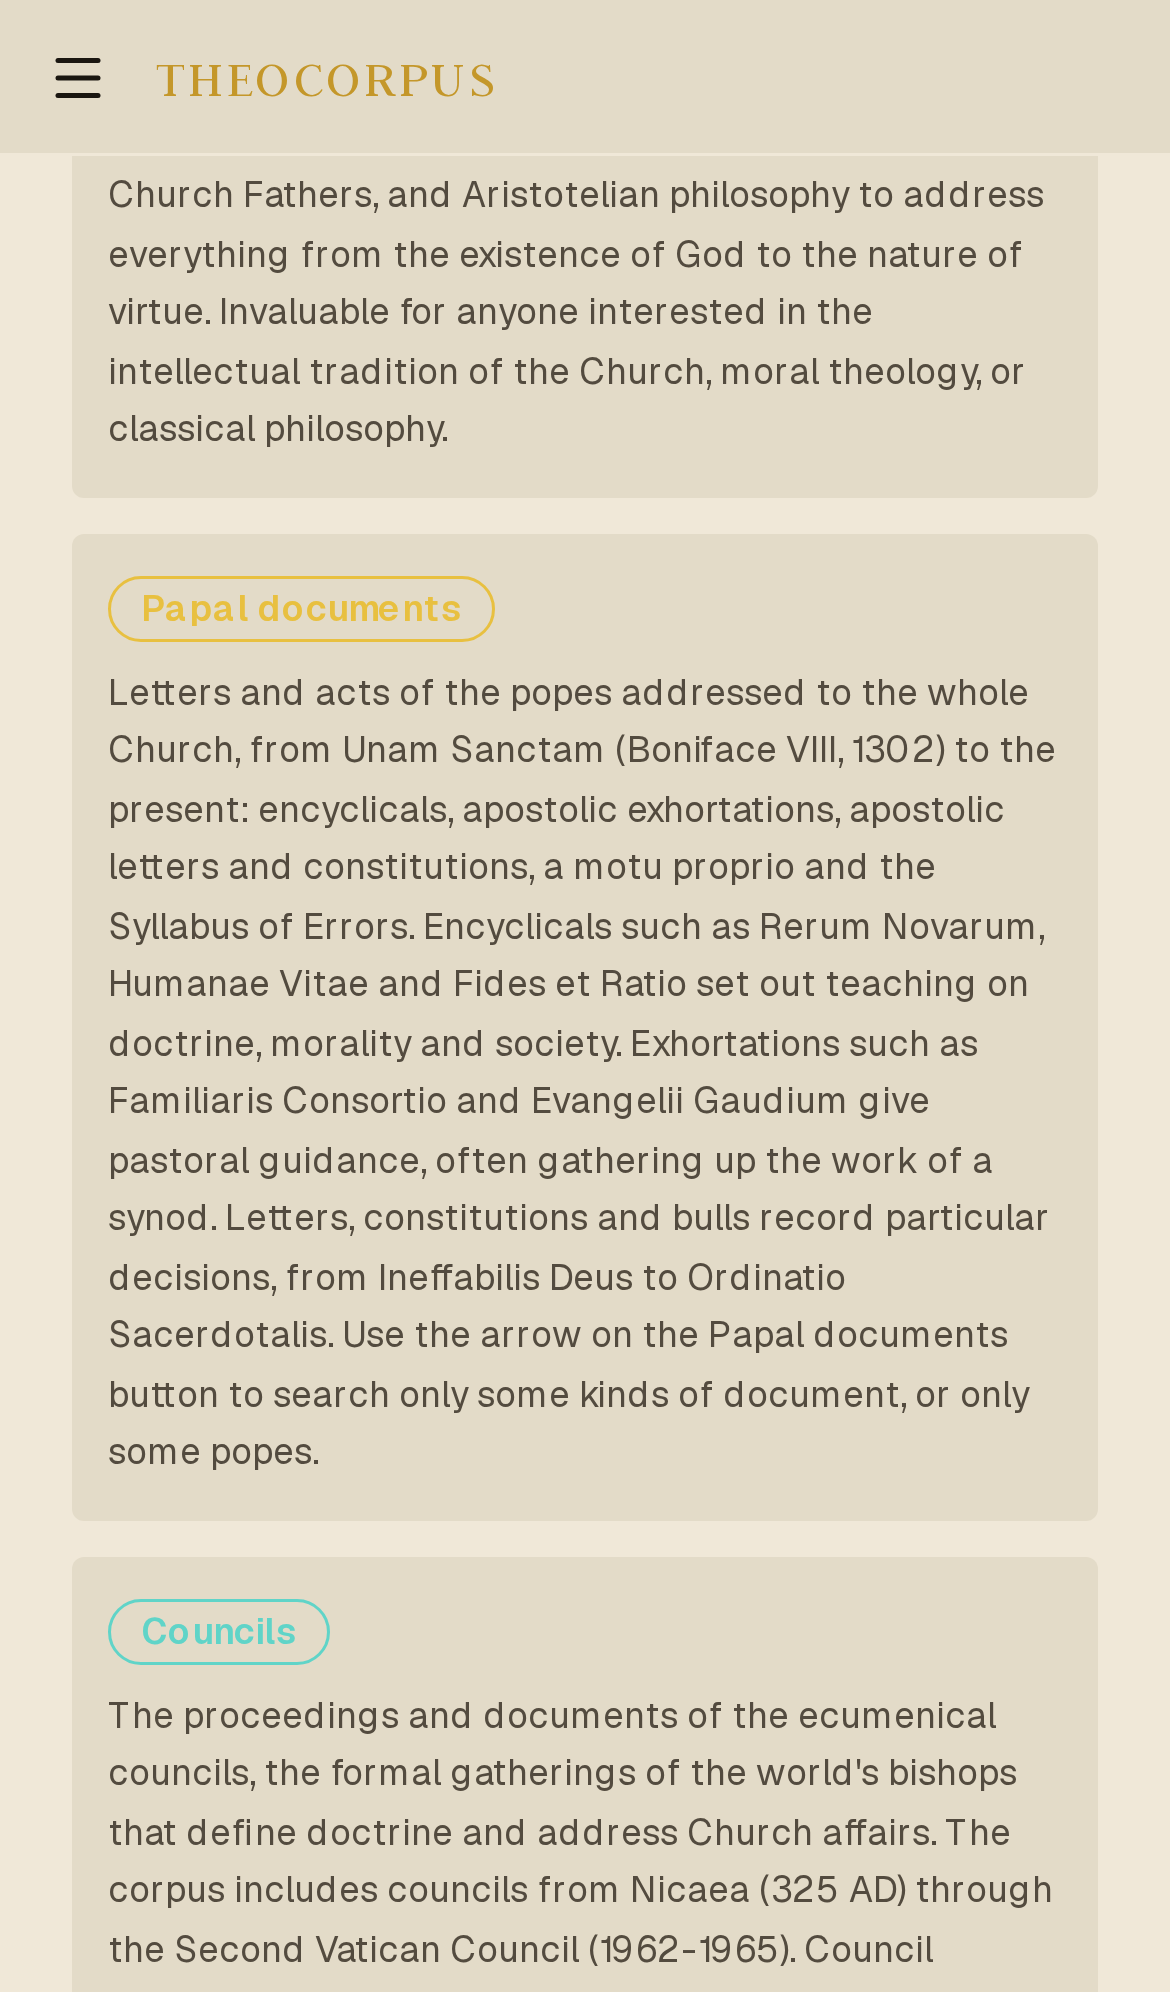 THEOCORPUS
Church Fathers, and Aristotelian philosophy to address
everything from the existence of God to the nature of
virtue. Invaluable for anyone interested in the
intellectual tradition of the Church, moral theology, or
classical philosophy.
Papal documents
Letters and acts of the popes addressed to the whole
Church, from Unam Sanctam (Boniface VIII, 1302) to the
present: encyclicals, apostolic exhortations, apostolic
letters and constitutions, a motu proprio and the
Syllabus of Errors. Encyclicals such as Rerum Novarum,
Humanae Vitae and Fides et Ratio set out teaching on
doctrine, morality and society. Exhortations such as
Familiaris Consortio and Evangelii Gaudium give
pastoral guidance, often gathering up the work of a
synod. Letters, constitutions and bulls record particular
decisions, from Ineffabilis Deus to Ordinatio
Sacerdotalis. Use the arrow on the Papal documents
button to search only some kinds of document, or only
some popes.
Councils
The proceedings and documents of the ecumenical
councils, the formal gatherings of the world's bishops
that define doctrine and address Church affairs. The
corpus includes councils from Nicaea (325 AD) through
the Second Vatican Council (1962-1965). Council